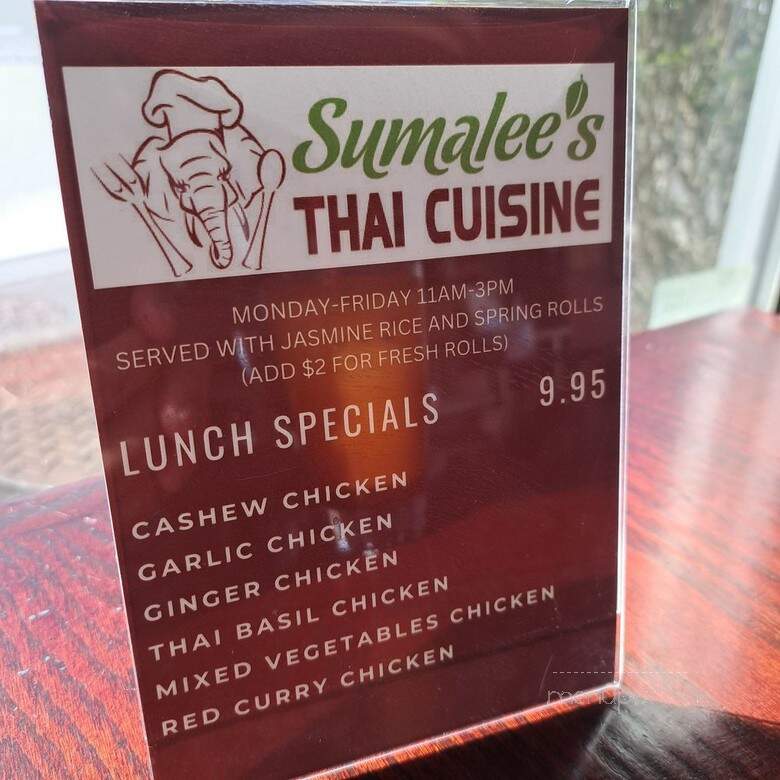 Sumalee's
THAI CUISINE
MONDAY-FRIDAY 11AM-3PM
SERVED WITH JASMINE RICE AND SPRING ROLLS
(ADD $2 FOR FRESH ROLLS)
LUNCH SPECIALS 9.95
CASHEW CHICKEN
GARLIC CHICKEN
GINGER CHICKEN
THAI BASIL CHICKEN
MIXED VEGETABLES CHICKEN
RED CURRY CHICKEN